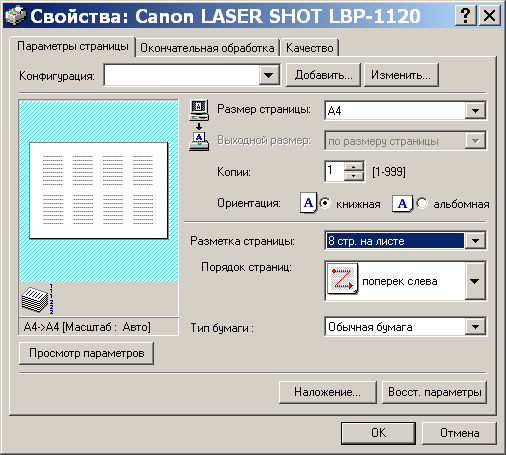 Свойства: Canon LASER SHOT LBP-1120
Параметры страницы Окончательная обработка Качество
Конфигурация: Добавить... Изменить...
Размер страницы: A4
Выходной размер: по размеру страницы
Копии: 1 [1-999]
Ориентация: A книжная A альбомная
Разметка страницы: 8 стр. на листе
Порядок страниц: поперек слева
A4->A4 [Масштаб : Авто]
Тип бумаги : Обычная бумага
Просмотр параметров
Наложение... Восст. параметры
OK Отмена